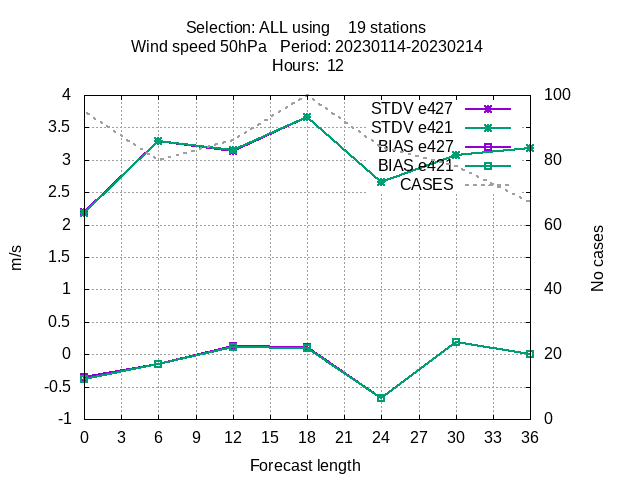 Selection: ALL using    19 stations
Wind speed 50hPa   Period: 20230114-20230214
Hours:  12
4
3.5
3
2.5
2
1.5
1
0.5
0
-0.5
-1
m/s
100
80
60
40
20
0
No cases
STDV e427
STDV e421
BIAS e427
BIAS e421
CASES
0 3 6 9 12 15 18 21 24 27 30 33 36
Forecast length